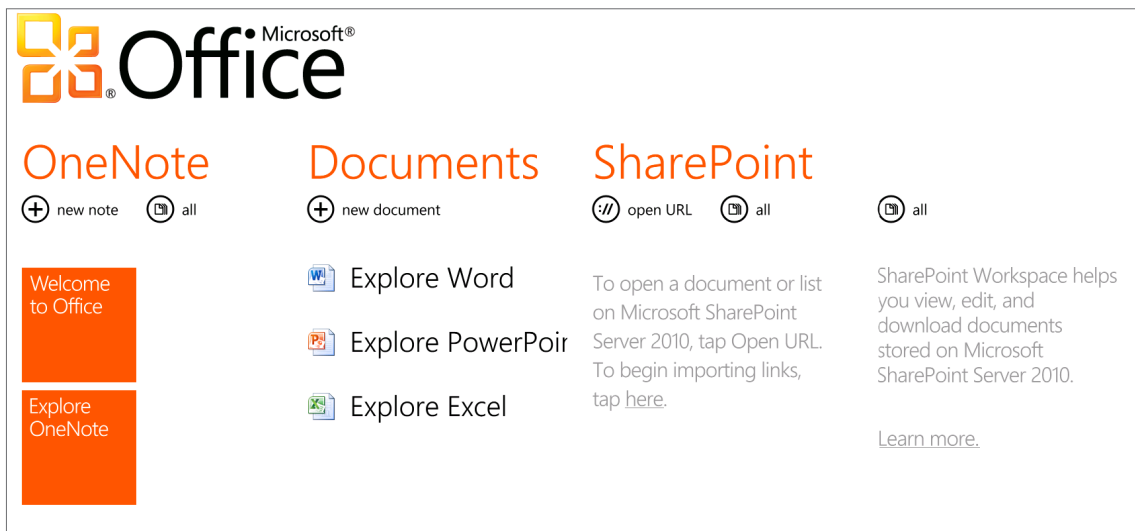 Microsoft®
Office
®
OneNote
new note
all
Welcome
to Office
Explore
OneNote
Documents
new document
Explore Word
Explore PowerPoin
Explore Excel
SharePoint
:// open URL
all
To open a document or list
on Microsoft SharePoint
Server 2010, tap Open URL.
To begin importing links,
tap here.
all
SharePoint Workspace helps
you view, edit, and
download documents
stored on Microsoft
SharePoint Server 2010.
Learn more.